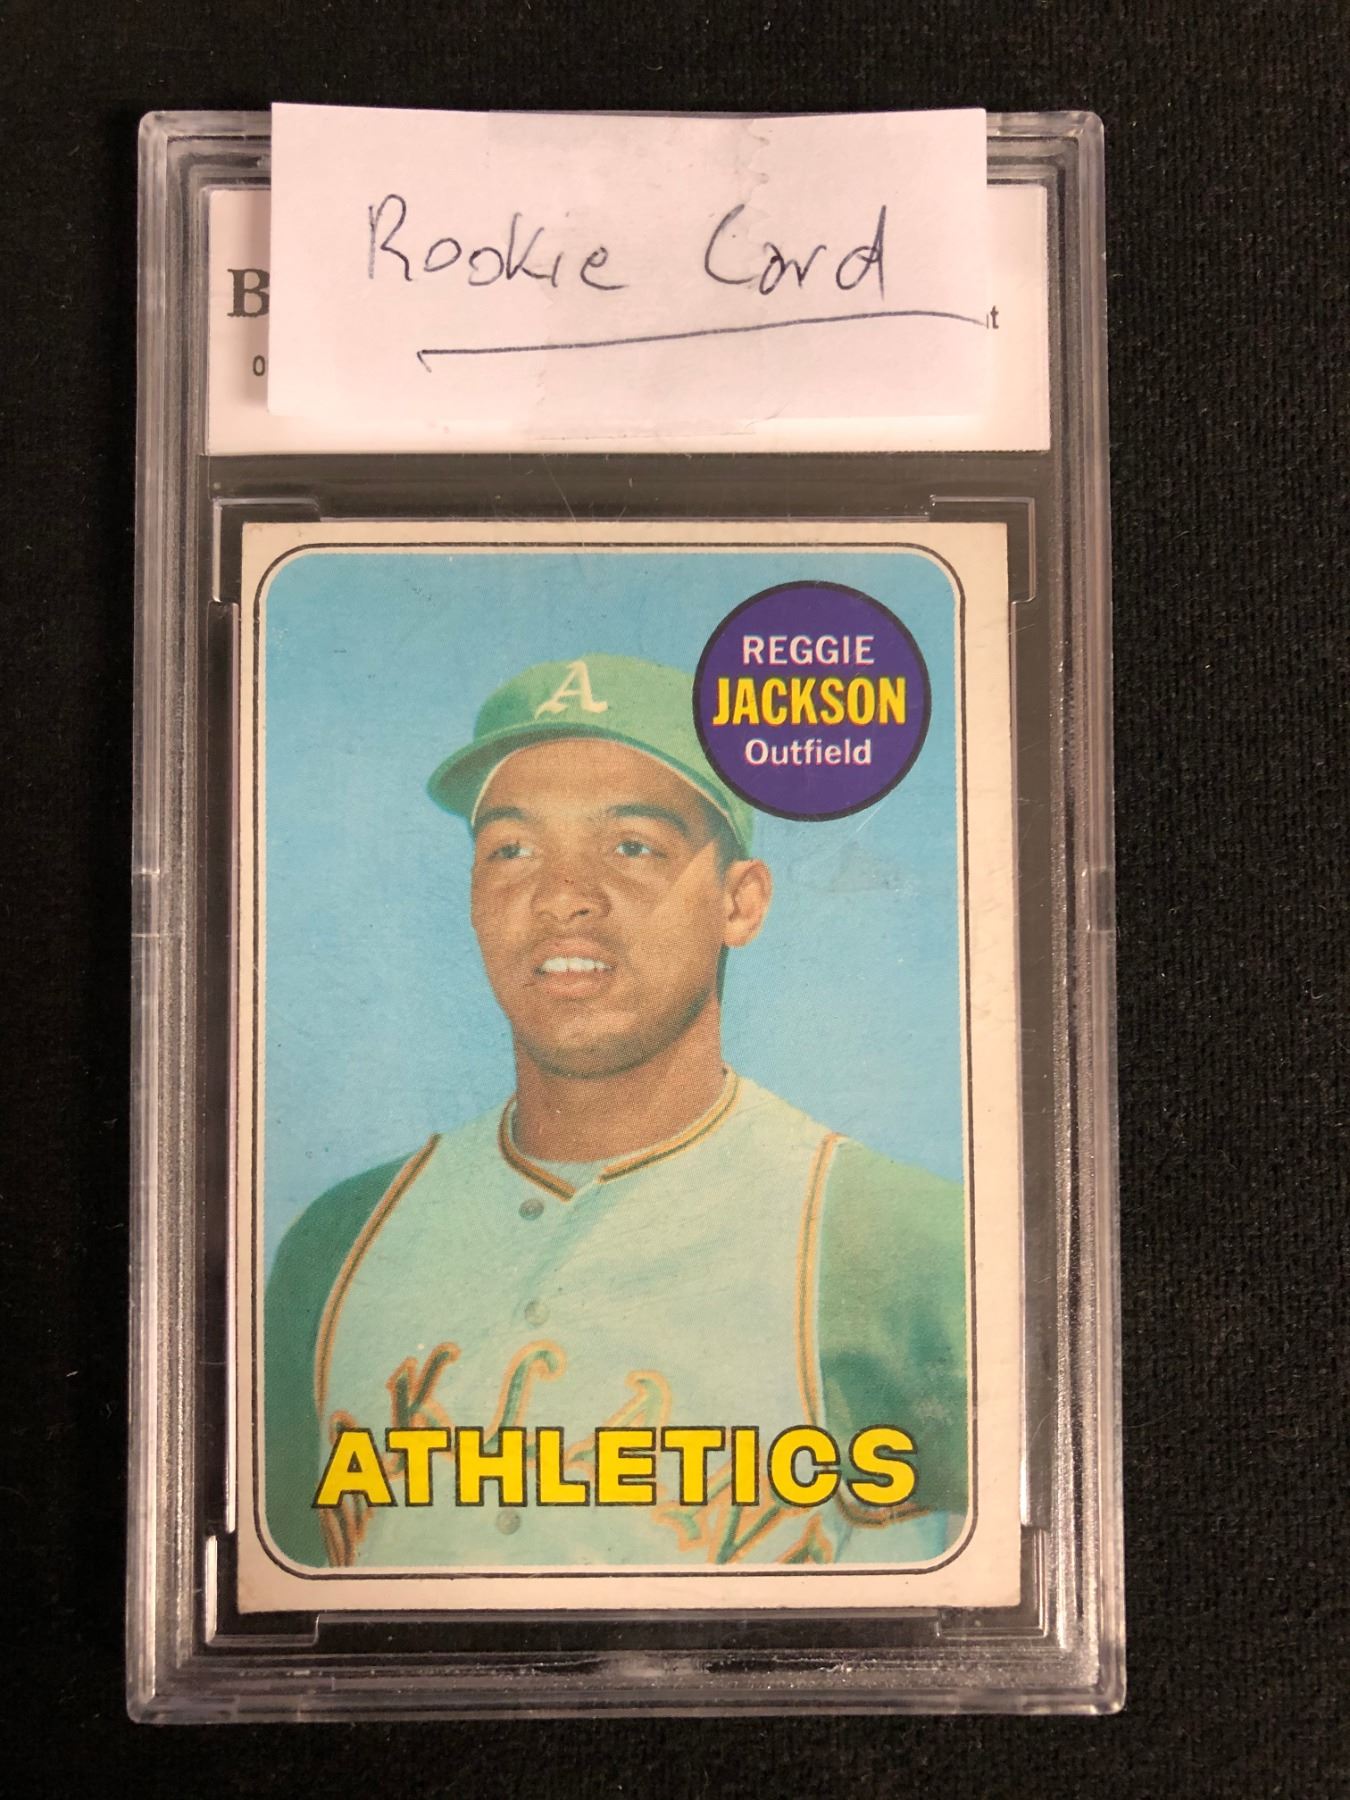 Rookie Card
B
t
0
A
REGGIE
JACKSON
Outfield
ATHLETICS